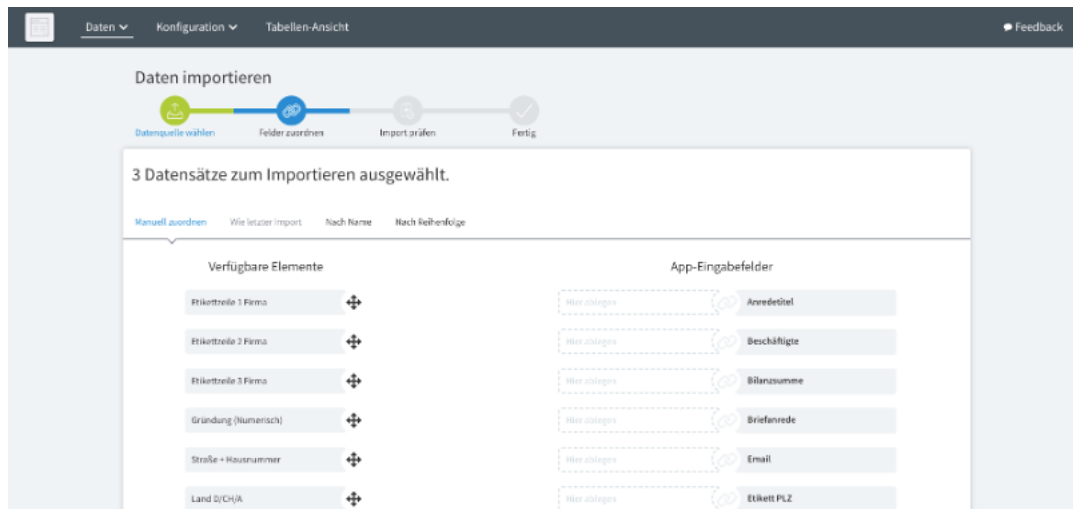 Daten Konfiguration Tabellen-Ansicht Feedback
Daten importieren
Datenquelle wählen Felder zuordnen Import prüfen Fertig
3 Datensätze zum Importieren ausgewählt.
Manuell zuordnen Wie letzter Import Nach Name Nach Reihenfolge
Verfügbare Elemente App-Eingabefelder
Etikettzeile 1 Firma Hier ablegen Anredetitel
Etikettzeile 2 Firma Hier ablegen Beschäftigte
Etikettzeile 3 Firma Hier ablegen Bilanzsumme
Gründung (Numerisch) Hier ablegen Briefanrede
Straße + Hausnummer Hier ablegen Email
Land D/CH/A Hier ablegen Etikett PLZ